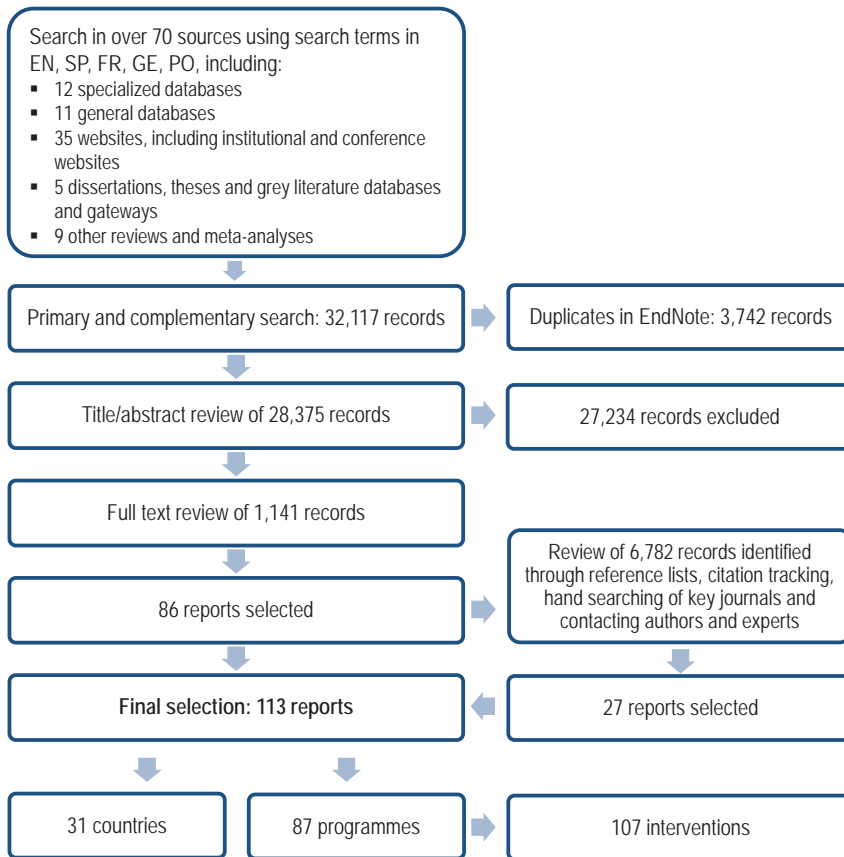 Search in over 70 sources using search terms in
EN, SP, FR, GE, PO, including:
▪ 12 specialized databases
▪ 11 general databases
▪ 35 websites, including institutional and conference
websites
▪ 5 dissertations, theses and grey literature databases
and gateways
▪ 9 other reviews and meta-analyses
Primary and complementary search: 32,117 records
Duplicates in EndNote: 3,742 records
Title/abstract review of 28,375 records
27,234 records excluded
Full text review of 1,141 records
86 reports selected
Review of 6,782 records identified
through reference lists, citation tracking,
hand searching of key journals and
contacting authors and experts
Final selection: 113 reports
27 reports selected
31 countries
87 programmes
107 interventions